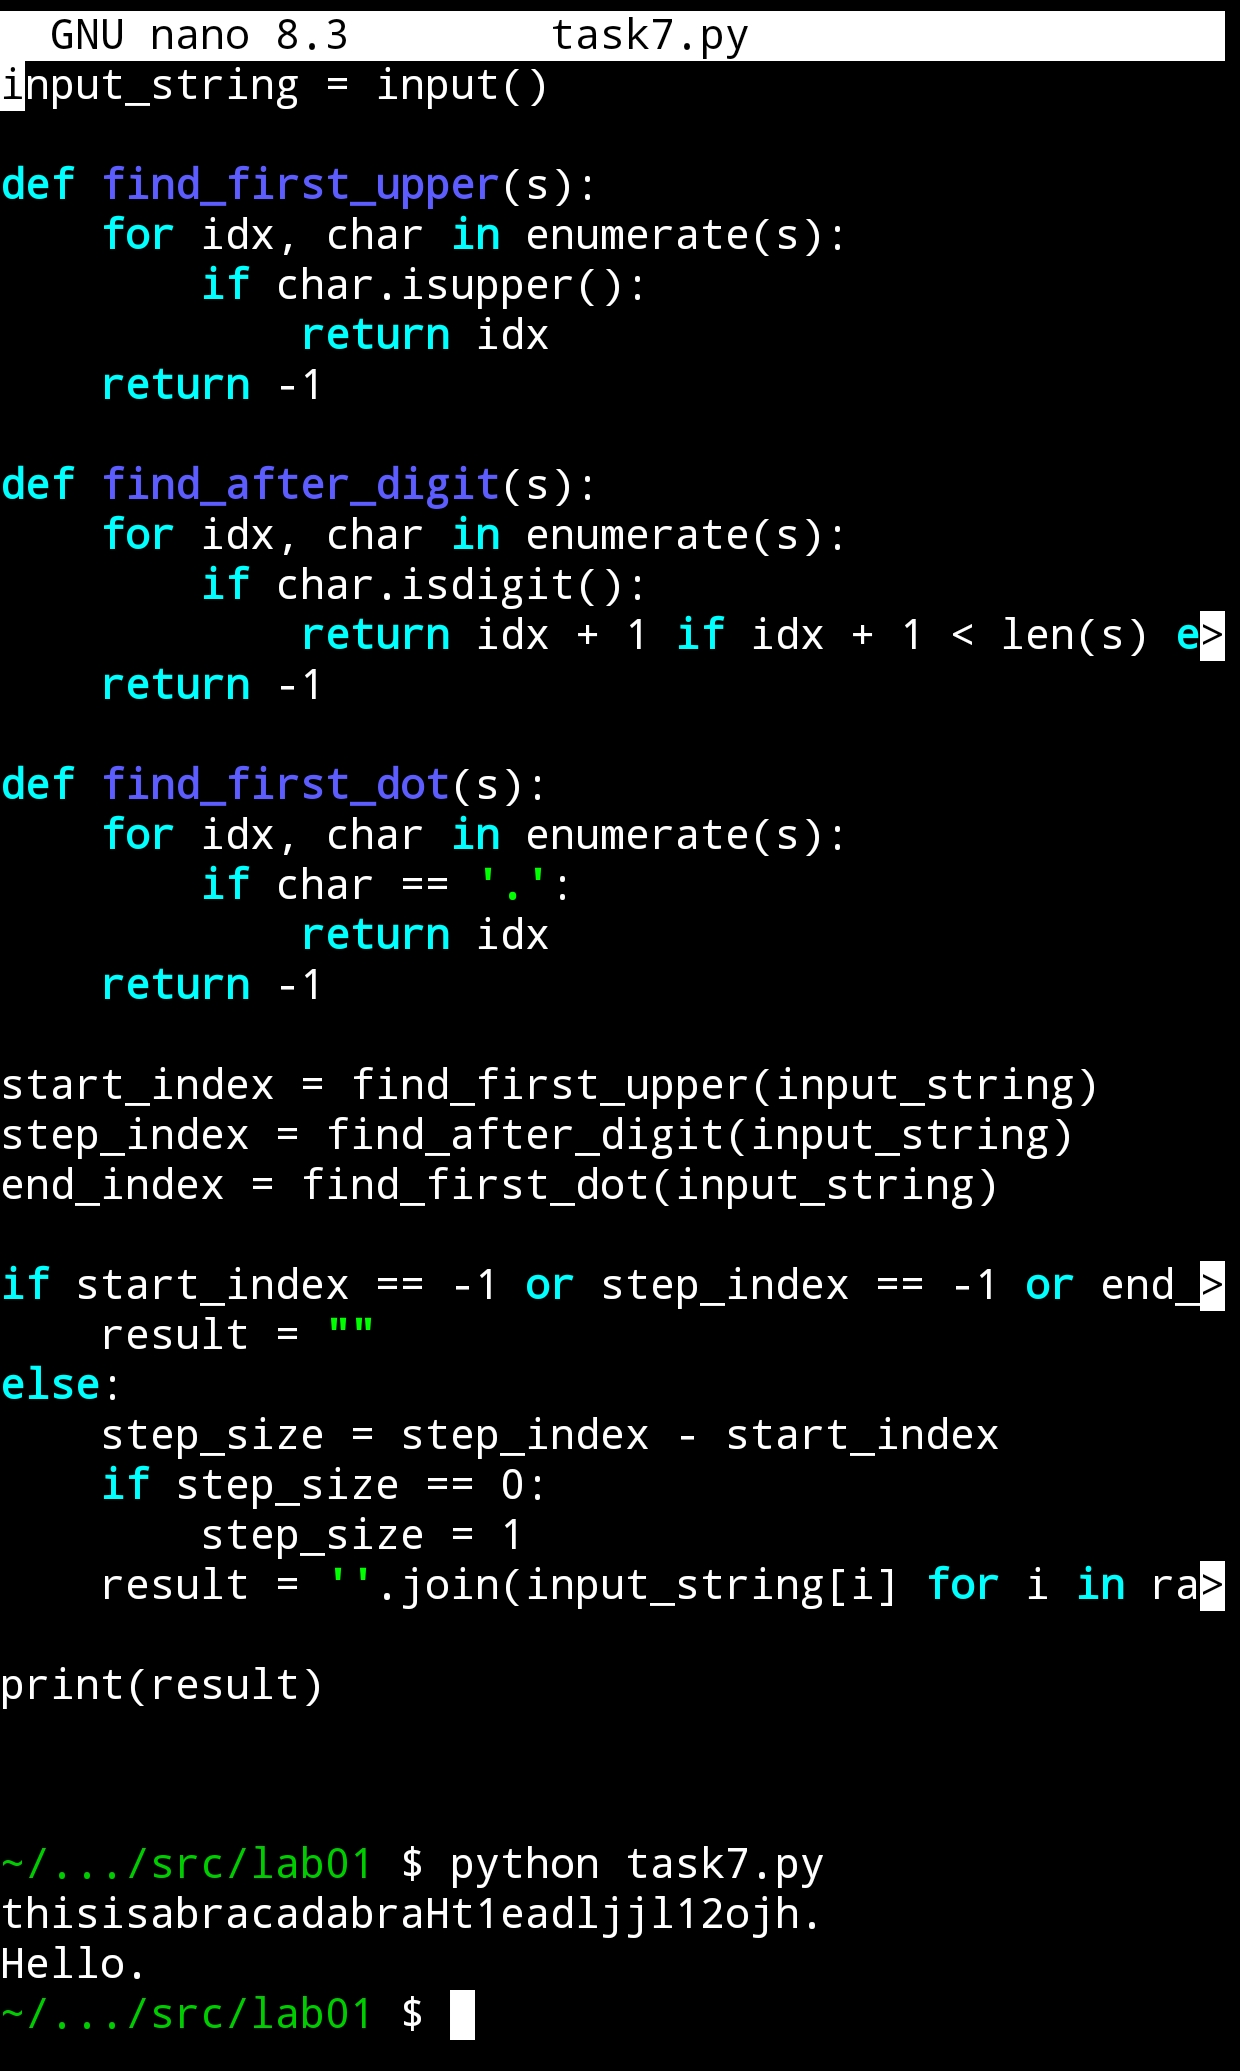 GNU nano 8.3 task7.py
input_string = input()
def find_first_upper(s):
    for idx, char in enumerate(s):
        if char.isupper():
            return idx
    return -1
def find_after_digit(s):
    for idx, char in enumerate(s):
        if char.isdigit():
            return idx + 1 if idx + 1 < len(s) e>
    return -1
def find_first_dot(s):
    for idx, char in enumerate(s):
        if char == '.':
            return idx
    return -1
start_index = find_first_upper(input_string)
step_index = find_after_digit(input_string)
end_index = find_first_dot(input_string)
if start_index == -1 or step_index == -1 or end_>
    result = ""
else:
    step_size = step_index - start_index
    if step_size == 0:
        step_size = 1
    result = ''.join(input_string[i] for i in ra>
print(result)
~/.../src/lab01 $ python task7.py
thisisabracadabraHt1eadljjl12ojh.
Hello.
~/.../src/lab01 $